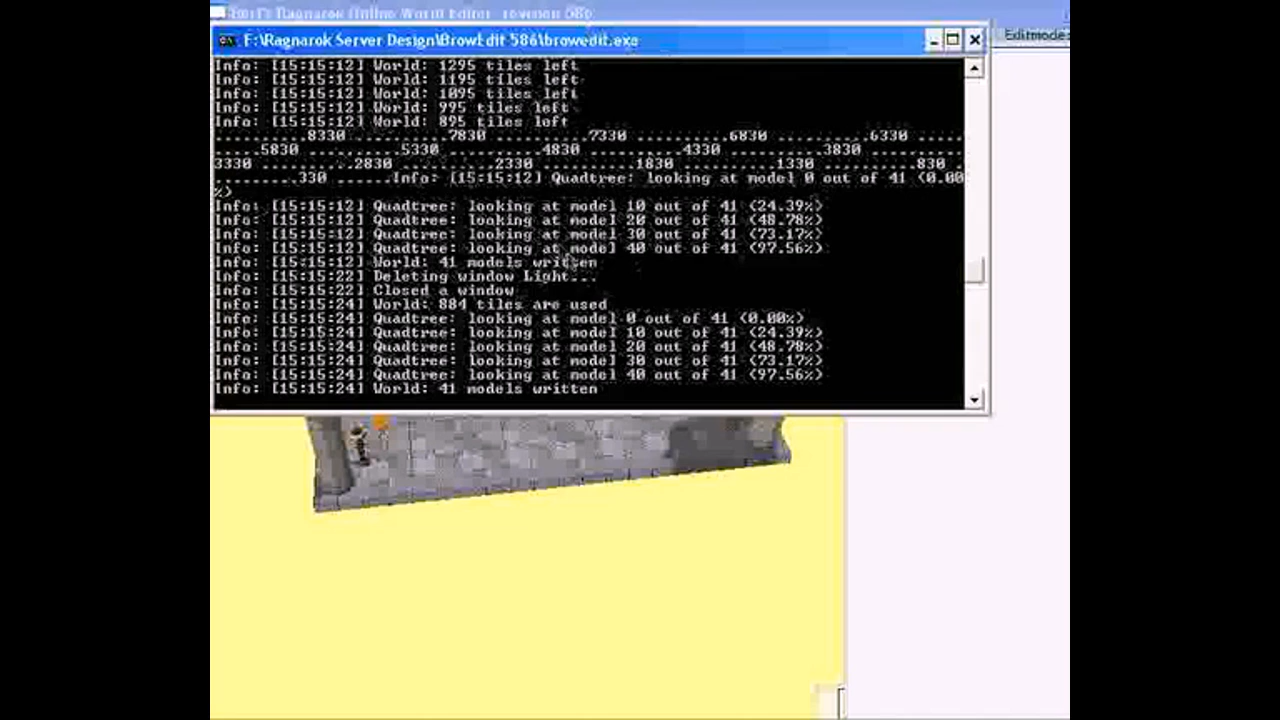 Ragnarok Online World Editor, revision 586
Editmode
F:\Ragnarok Server Design\BrowEdit 586\browedit.exe
Info: [15:15:12] World: 1295 tiles left
Info: [15:15:12] World: 1195 tiles left
Info: [15:15:12] World: 1095 tiles left
Info: [15:15:12] World: 995 tiles left
Info: [15:15:12] World: 895 tiles left
..........8330..........7830..........7330..........6830..........6330......
....5830..........5330..........4830..........4330..........3830..........
3330..........2830..........2330..........1830..........1330..........830..
........330.......Info: [15:15:12] Quadtree: looking at model 0 out of 41 (0.00
%)
Info: [15:15:12] Quadtree: looking at model 10 out of 41 (24.39%)
Info: [15:15:12] Quadtree: looking at model 20 out of 41 (48.78%)
Info: [15:15:12] Quadtree: looking at model 30 out of 41 (73.17%)
Info: [15:15:12] Quadtree: looking at model 40 out of 41 (97.56%)
Info: [15:15:12] World: 41 models written
Info: [15:15:22] Deleting window Light...
Info: [15:15:22] Closed a window
Info: [15:15:24] World: 884 tiles are used
Info: [15:15:24] Quadtree: looking at model 0 out of 41 (0.00%)
Info: [15:15:24] Quadtree: looking at model 10 out of 41 (24.39%)
Info: [15:15:24] Quadtree: looking at model 20 out of 41 (48.78%)
Info: [15:15:24] Quadtree: looking at model 30 out of 41 (73.17%)
Info: [15:15:24] Quadtree: looking at model 40 out of 41 (97.56%)
Info: [15:15:24] World: 41 models written